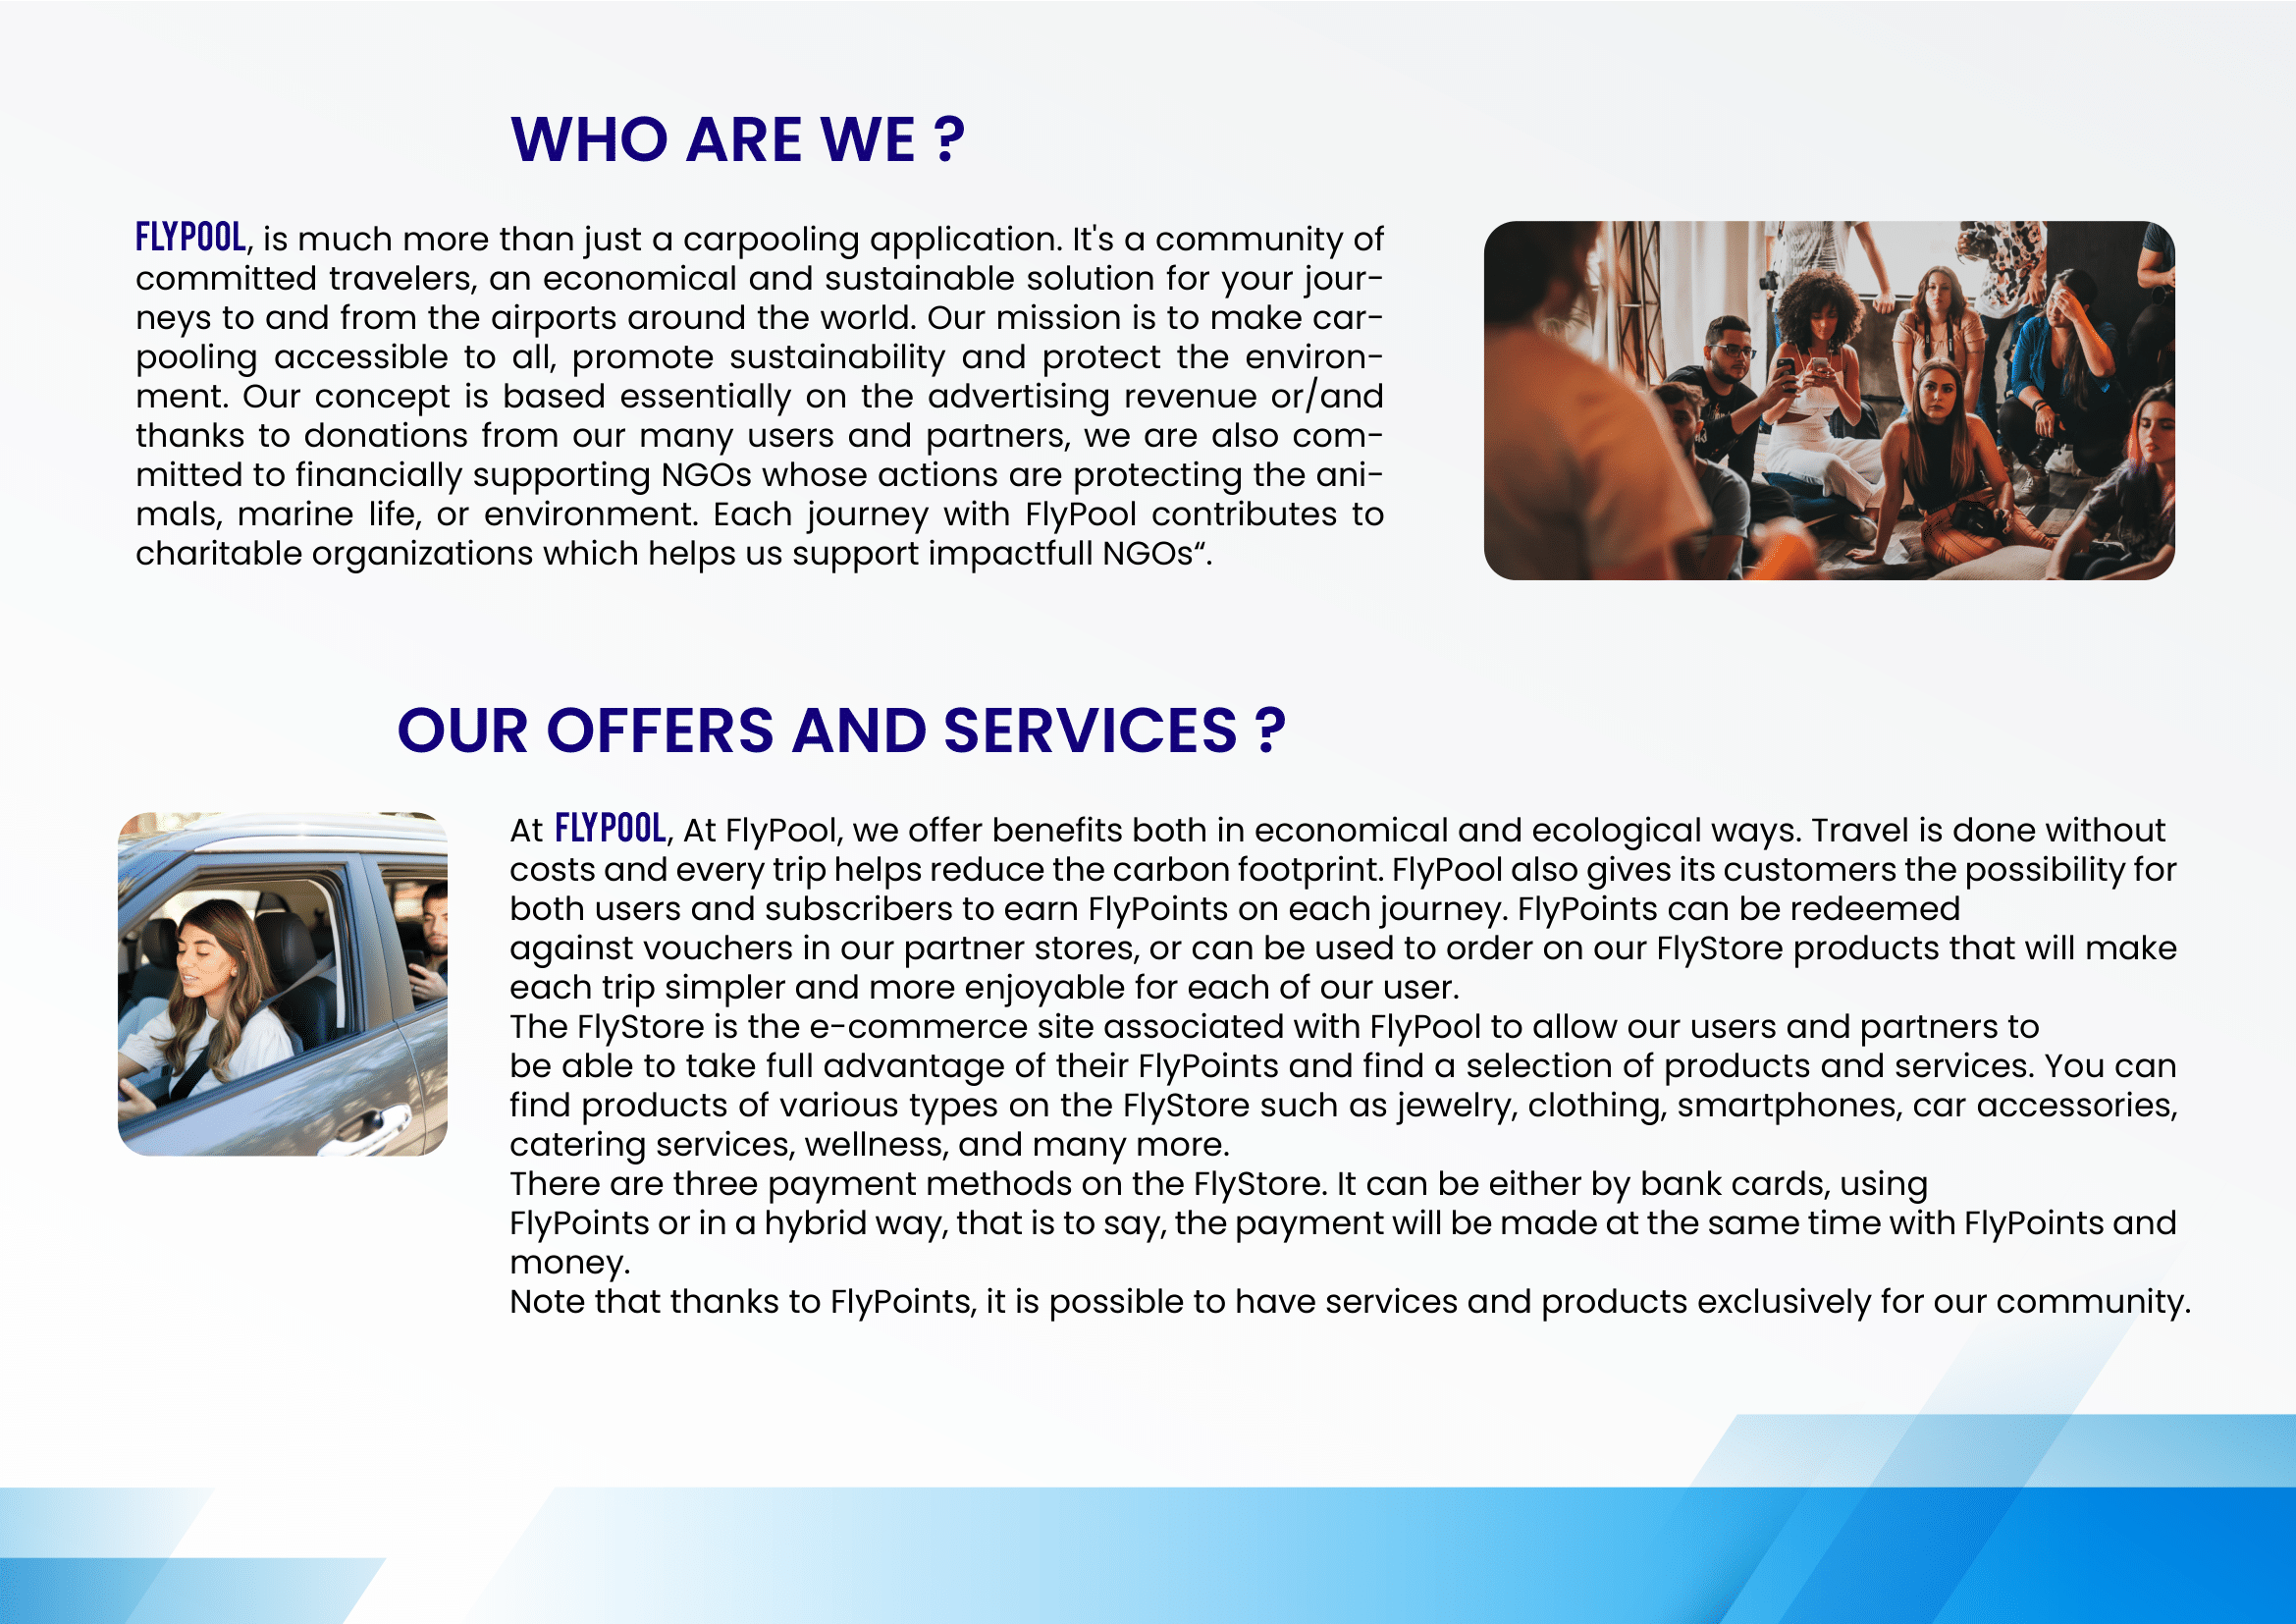 WHO ARE WE ?
FLYPOOL, is much more than just a carpooling application. It's a community of
committed travelers, an economical and sustainable solution for your jour-
neys to and from the airports around the world. Our mission is to make car-
pooling accessible to all, promote sustainability and protect the environ-
ment. Our concept is based essentially on the advertising revenue or/and
thanks to donations from our many users and partners, we are also com-
mitted to financially supporting NGOs whose actions are protecting the ani-
mals, marine life, or environment. Each journey with FlyPool contributes to
charitable organizations which helps us support impactfull NGOs“.
OUR OFFERS AND SERVICES ?
At FLYPOOL, At FlyPool, we offer benefits both in economical and ecological ways. Travel is done without
costs and every trip helps reduce the carbon footprint. FlyPool also gives its customers the possibility for
both users and subscribers to earn FlyPoints on each journey. FlyPoints can be redeemed
against vouchers in our partner stores, or can be used to order on our FlyStore products that will make
each trip simpler and more enjoyable for each of our user.
The FlyStore is the e-commerce site associated with FlyPool to allow our users and partners to
be able to take full advantage of their FlyPoints and find a selection of products and services. You can
find products of various types on the FlyStore such as jewelry, clothing, smartphones, car accessories,
catering services, wellness, and many more.
There are three payment methods on the FlyStore. It can be either by bank cards, using
FlyPoints or in a hybrid way, that is to say, the payment will be made at the same time with FlyPoints and
money.
Note that thanks to FlyPoints, it is possible to have services and products exclusively for our community.